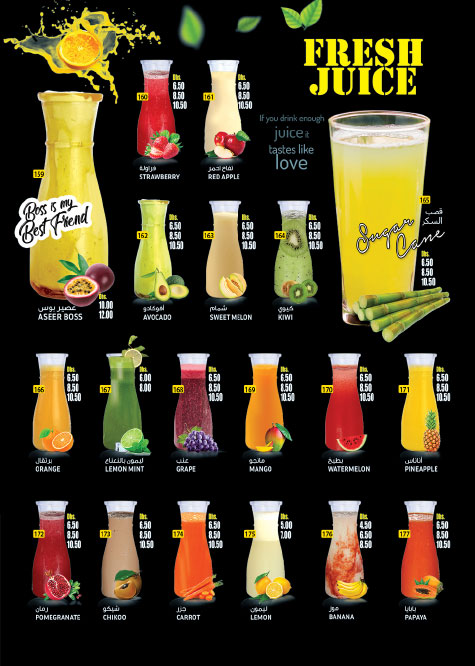 FRESH
JUICE
If you drink enough
juice it
tastes like
love
159
Boss is my
Best Friend
Dhs.
10.00
12.00
عصير بوس
ASEER BOSS
160
Dhs.
6.50
8.50
10.50
فراولة
STRAWBERRY
161
Dhs.
6.50
8.50
10.50
تفاح احمر
RED APPLE
162
Dhs.
6.50
8.50
10.50
أفوكادو
AVOCADO
163
Dhs.
6.50
8.50
10.50
شمام
SWEET MELON
164
Dhs.
6.50
8.50
10.50
كيوي
KIWI
165
قصب
السكر
Sugar
Cane
Dhs.
6.50
8.50
10.50
166
Dhs.
6.50
8.50
10.50
برتقال
ORANGE
167
Dhs.
6.00
8.00
ليمون بالنعناع
LEMON MINT
168
Dhs.
6.50
8.50
10.50
عنب
GRAPE
169
Dhs.
6.50
8.50
10.50
مانجو
MANGO
170
Dhs.
6.50
8.50
10.50
بطيخ
WATERMELON
171
Dhs.
6.50
8.50
10.50
أناناس
PINEAPPLE
172
Dhs.
6.50
8.50
10.50
رمان
POMEGRANATE
173
Dhs.
6.50
8.50
10.50
شيكو
CHIKOO
174
Dhs.
6.50
8.50
10.50
جزر
CARROT
175
Dhs.
5.00
7.00
ليمون
LEMON
176
Dhs.
4.50
6.50
8.50
موز
BANANA
177
Dhs.
6.50
8.50
10.50
بابايا
PAPAYA